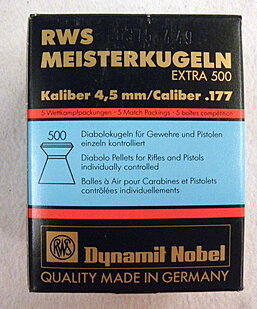 RWS
MEISTERKUGELN
EXTRA 500
Kaliber 4,5 mm/Caliber .177
5 Wettkampfpackungen · 5 Match Packings · 5 boîtes compétition
500
Diabolokugeln für Gewehre und Pistolen
einzeln kontrolliert
Diabolo Pellets for Rifles and Pistols
individually controlled
Balles à Air pour Carabines et Pistolets
contrôlées individuellements
RWS
Dynamit Nobel
QUALITY MADE IN GERMANY